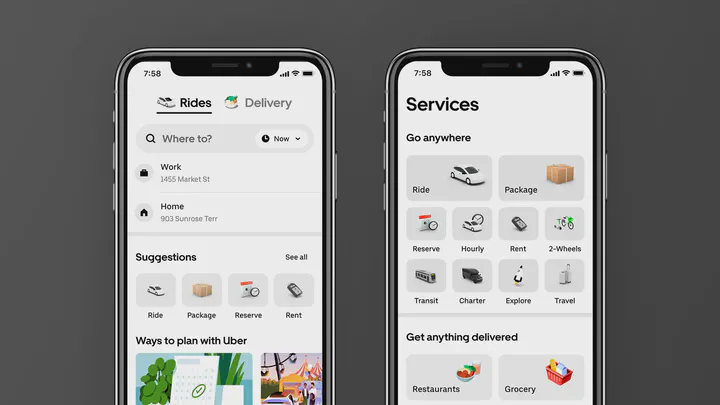 7:58
Rides
Delivery
Where to?
Now
Work
1455 Market St
Home
903 Sunrise Terr
Suggestions
See all
Ride
Package
Reserve
Rent
Ways to plan with Uber
7:58
Services
Go anywhere
Ride
Package
Reserve
Hourly
Rent
2-Wheels
Transit
Charter
Explore
Travel
Get anything delivered
Restaurants
Grocery